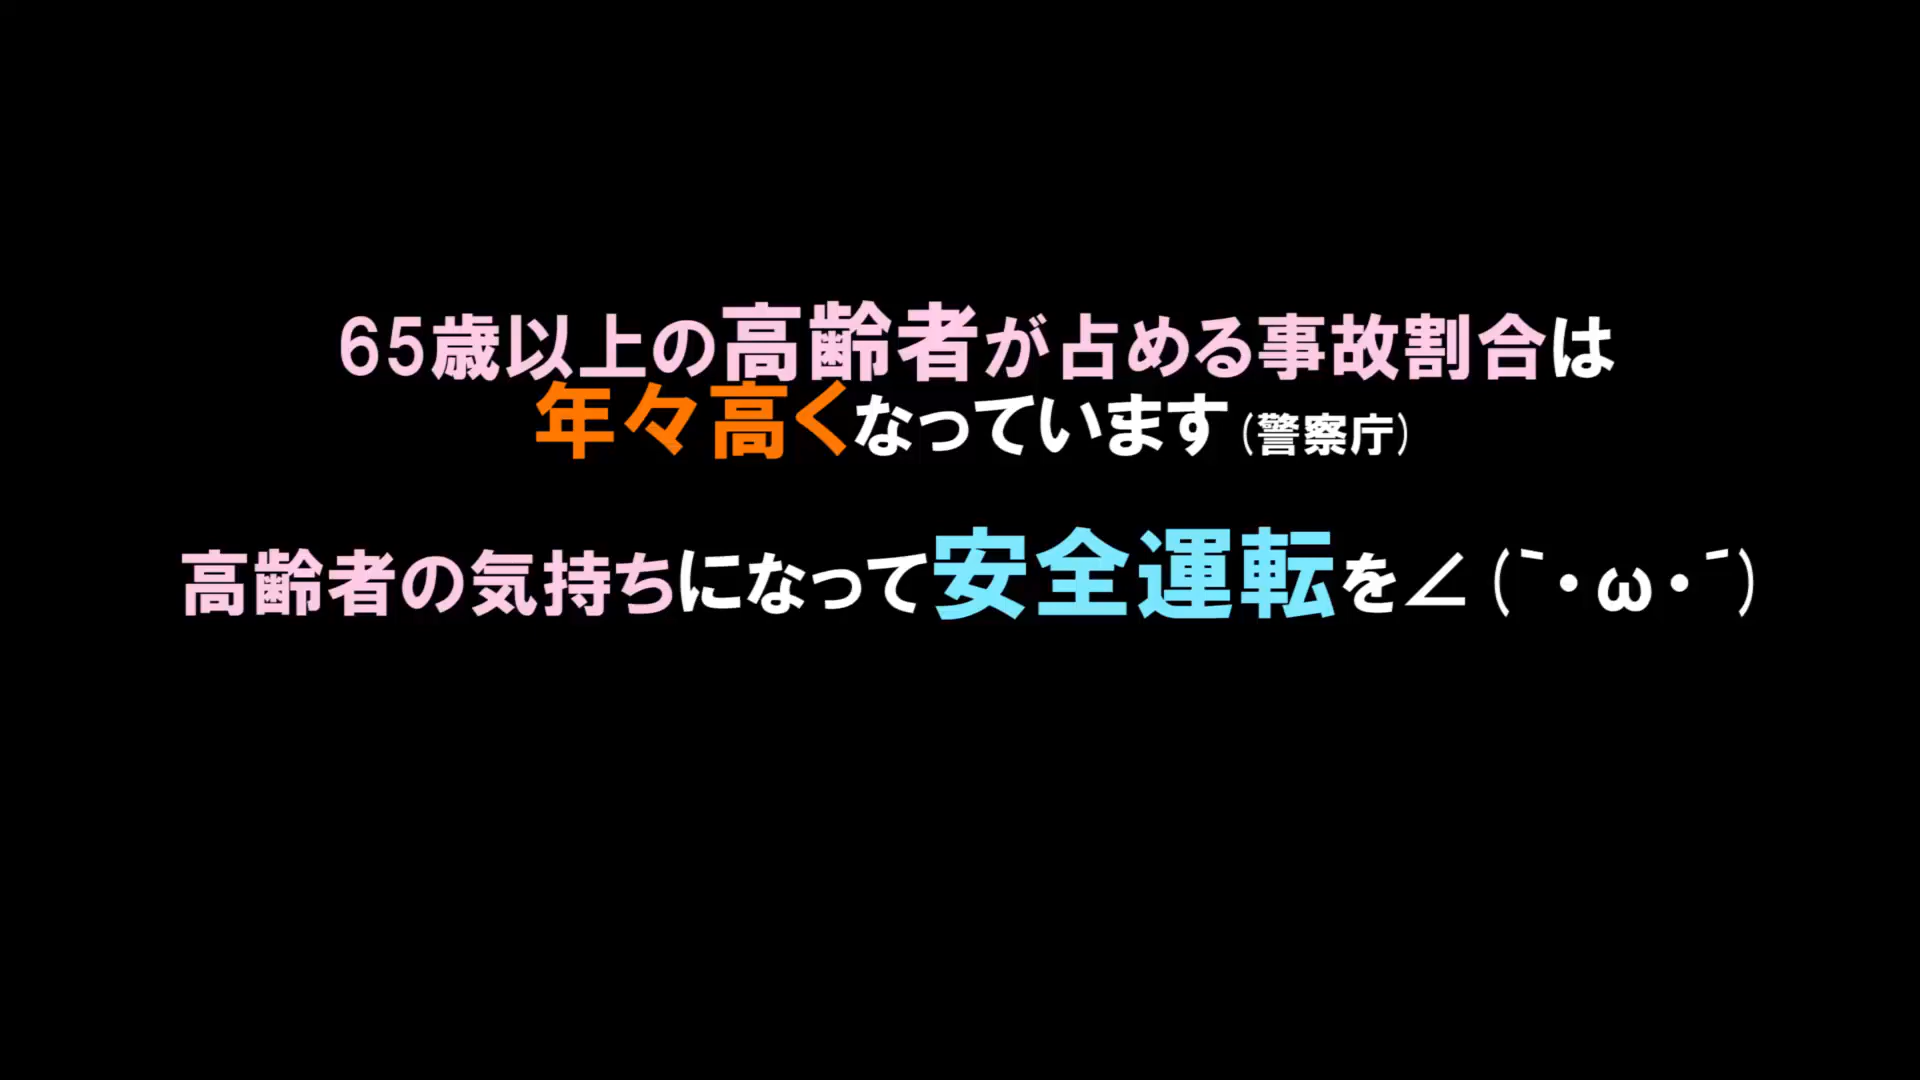 65歳以上の高齢者が占める事故割合は
年々高くなっています(警察庁)
高齢者の気持ちになって安全運転を∠(¯・ω・¯)